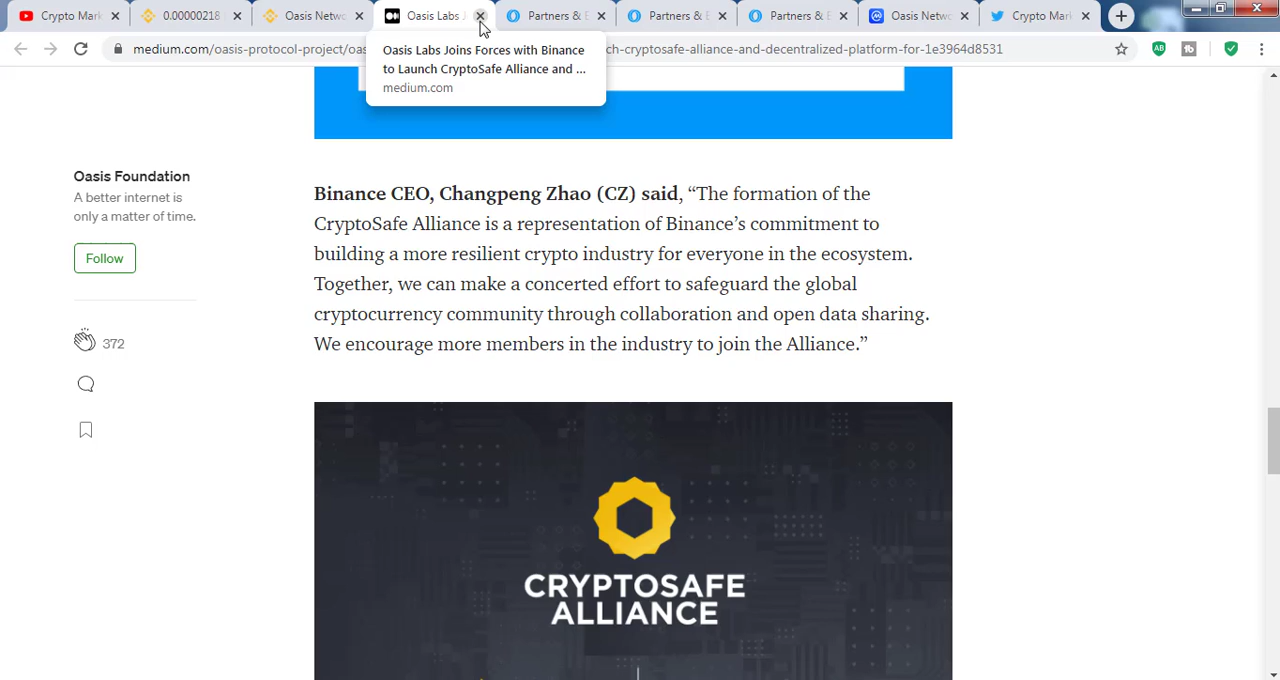 Crypto Mark
0.00000218
Oasis Netwo
Oasis Labs J
Partners & E
Partners & E
Partners & E
Oasis Netwo
Crypto Mark
medium.com/oasis-protocol-project/oas
ch-cryptosafe-alliance-and-decentralized-platform-for-1e3964d8531
AB
tb
Oasis Labs Joins Forces with Binance
to Launch CryptoSafe Alliance and ...
medium.com
Oasis Foundation
A better internet is
only a matter of time.
Follow
372
Binance CEO, Changpeng Zhao (CZ) said, “The formation of the
CryptoSafe Alliance is a representation of Binance’s commitment to
building a more resilient crypto industry for everyone in the ecosystem.
Together, we can make a concerted effort to safeguard the global
cryptocurrency community through collaboration and open data sharing.
We encourage more members in the industry to join the Alliance.”
CRYPTOSAFE
ALLIANCE